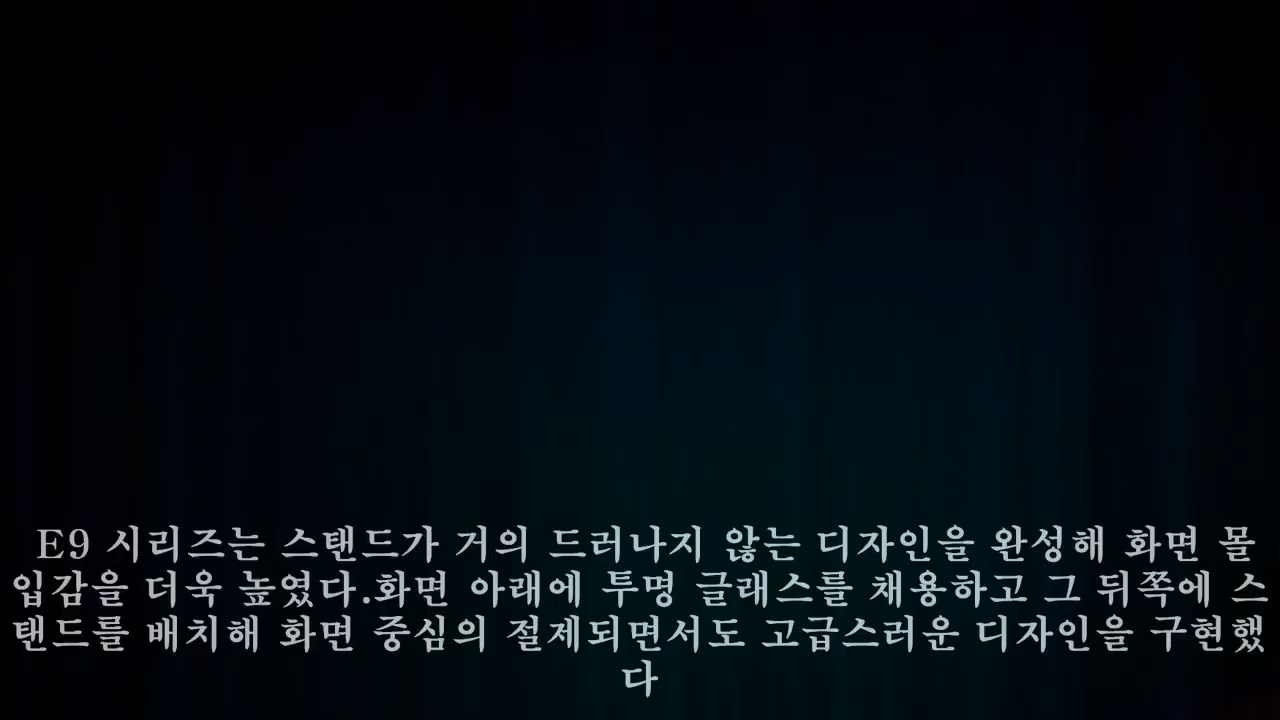 E9 시리즈는 스탠드가 거의 드러나지 않는 디자인을 완성해 화면 몰
입감을 더욱 높였다.화면 아래에 투명 글래스를 채용하고 그 뒤쪽에 스
탠드를 배치해 화면 중심의 절제되면서도 고급스러운 디자인을 구현했
다